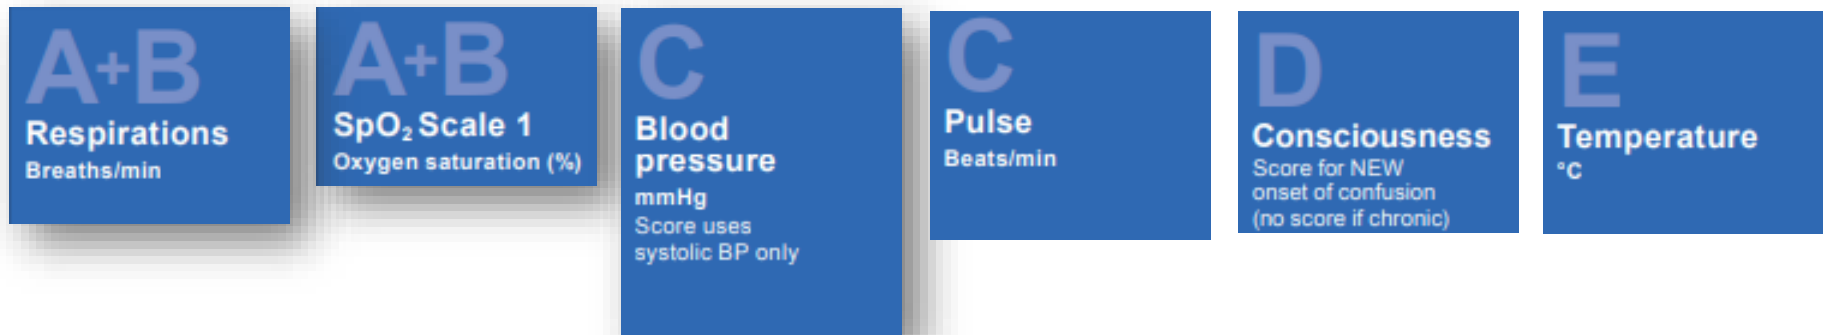 A+B
Respirations
Breaths/min
A+B
SpO₂ Scale 1
Oxygen saturation (%)
C
Blood
pressure
mmHg
Score uses
systolic BP only
C
Pulse
Beats/min
D
Consciousness
Score for NEW
onset of confusion
(no score if chronic)
E
Temperature
°C